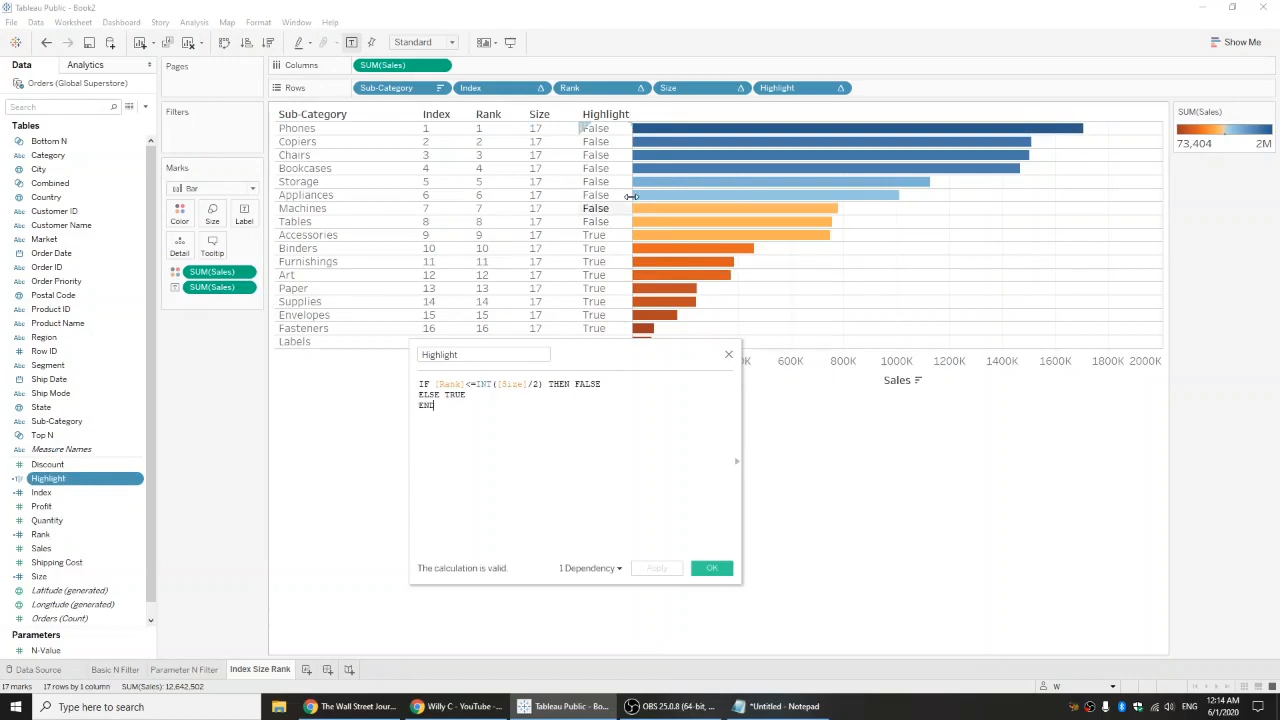 Tableau Public - Book2
File Data Worksheet Dashboard Story Analysis Map Format Window Help
Standard
Show Me
Data Analytics
Pages
Columns SUM(Sales)
Orders (Global Superstore)
Rows Sub-Category Index Rank Size Highlight
Search
Filters
Tables
Bottom N
Category
City
Combined
Country
Customer ID
Customer Name
Market
Order Date
Order ID
Order Priority
Postal Code
Product ID
Product Name
Region
Row ID
Segment
Ship Date
Ship Mode
State
Sub-Category
Top N
Measure Names
Discount
Highlight
Index
Profit
Quantity
Rank
Sales
Shipping Cost
Size
Latitude (generated)
Longitude (generated)
Orders (Count)
Parameters
N-Value
Marks
Bar
Color Size Label
Detail Tooltip
SUM(Sales)
SUM(Sales)
Sub-Category Index Rank Size Highlight
Phones 1 1 17 False
Copiers 2 2 17 False
Chairs 3 3 17 False
Bookcases 4 4 17 False
Storage 5 5 17 False
Appliances 6 6 17 False
Machines 7 7 17 False
Tables 8 8 17 False
Accessories 9 9 17 True
Binders 10 10 17 True
Furnishings 11 11 17 True
Art 12 12 17 True
Paper 13 13 17 True
Supplies 14 14 17 True
Envelopes 15 15 17 True
Fasteners 16 16 17 True
Labels
600K 800K 1000K 1200K 1400K 1600K 1800K 2000K
Sales
SUM(Sales)
73,404 2M
Highlight
IF [Rank]<=INT([Size]/2) THEN FALSE
ELSE TRUE
END
The calculation is valid. 1 Dependency Apply OK
Data Source Basic N Filter Parameter N Filter Index Size Rank
17 marks 17 rows by 1 column SUM(Sales): 12,642,502
W
Type here to search
The Wall Street Jour...
Willy C - YouTube -...
Tableau Public - Boo...
OBS 25.0.8 (64-bit, ...
*Untitled - Notepad
12:14 AM
6/1/2020